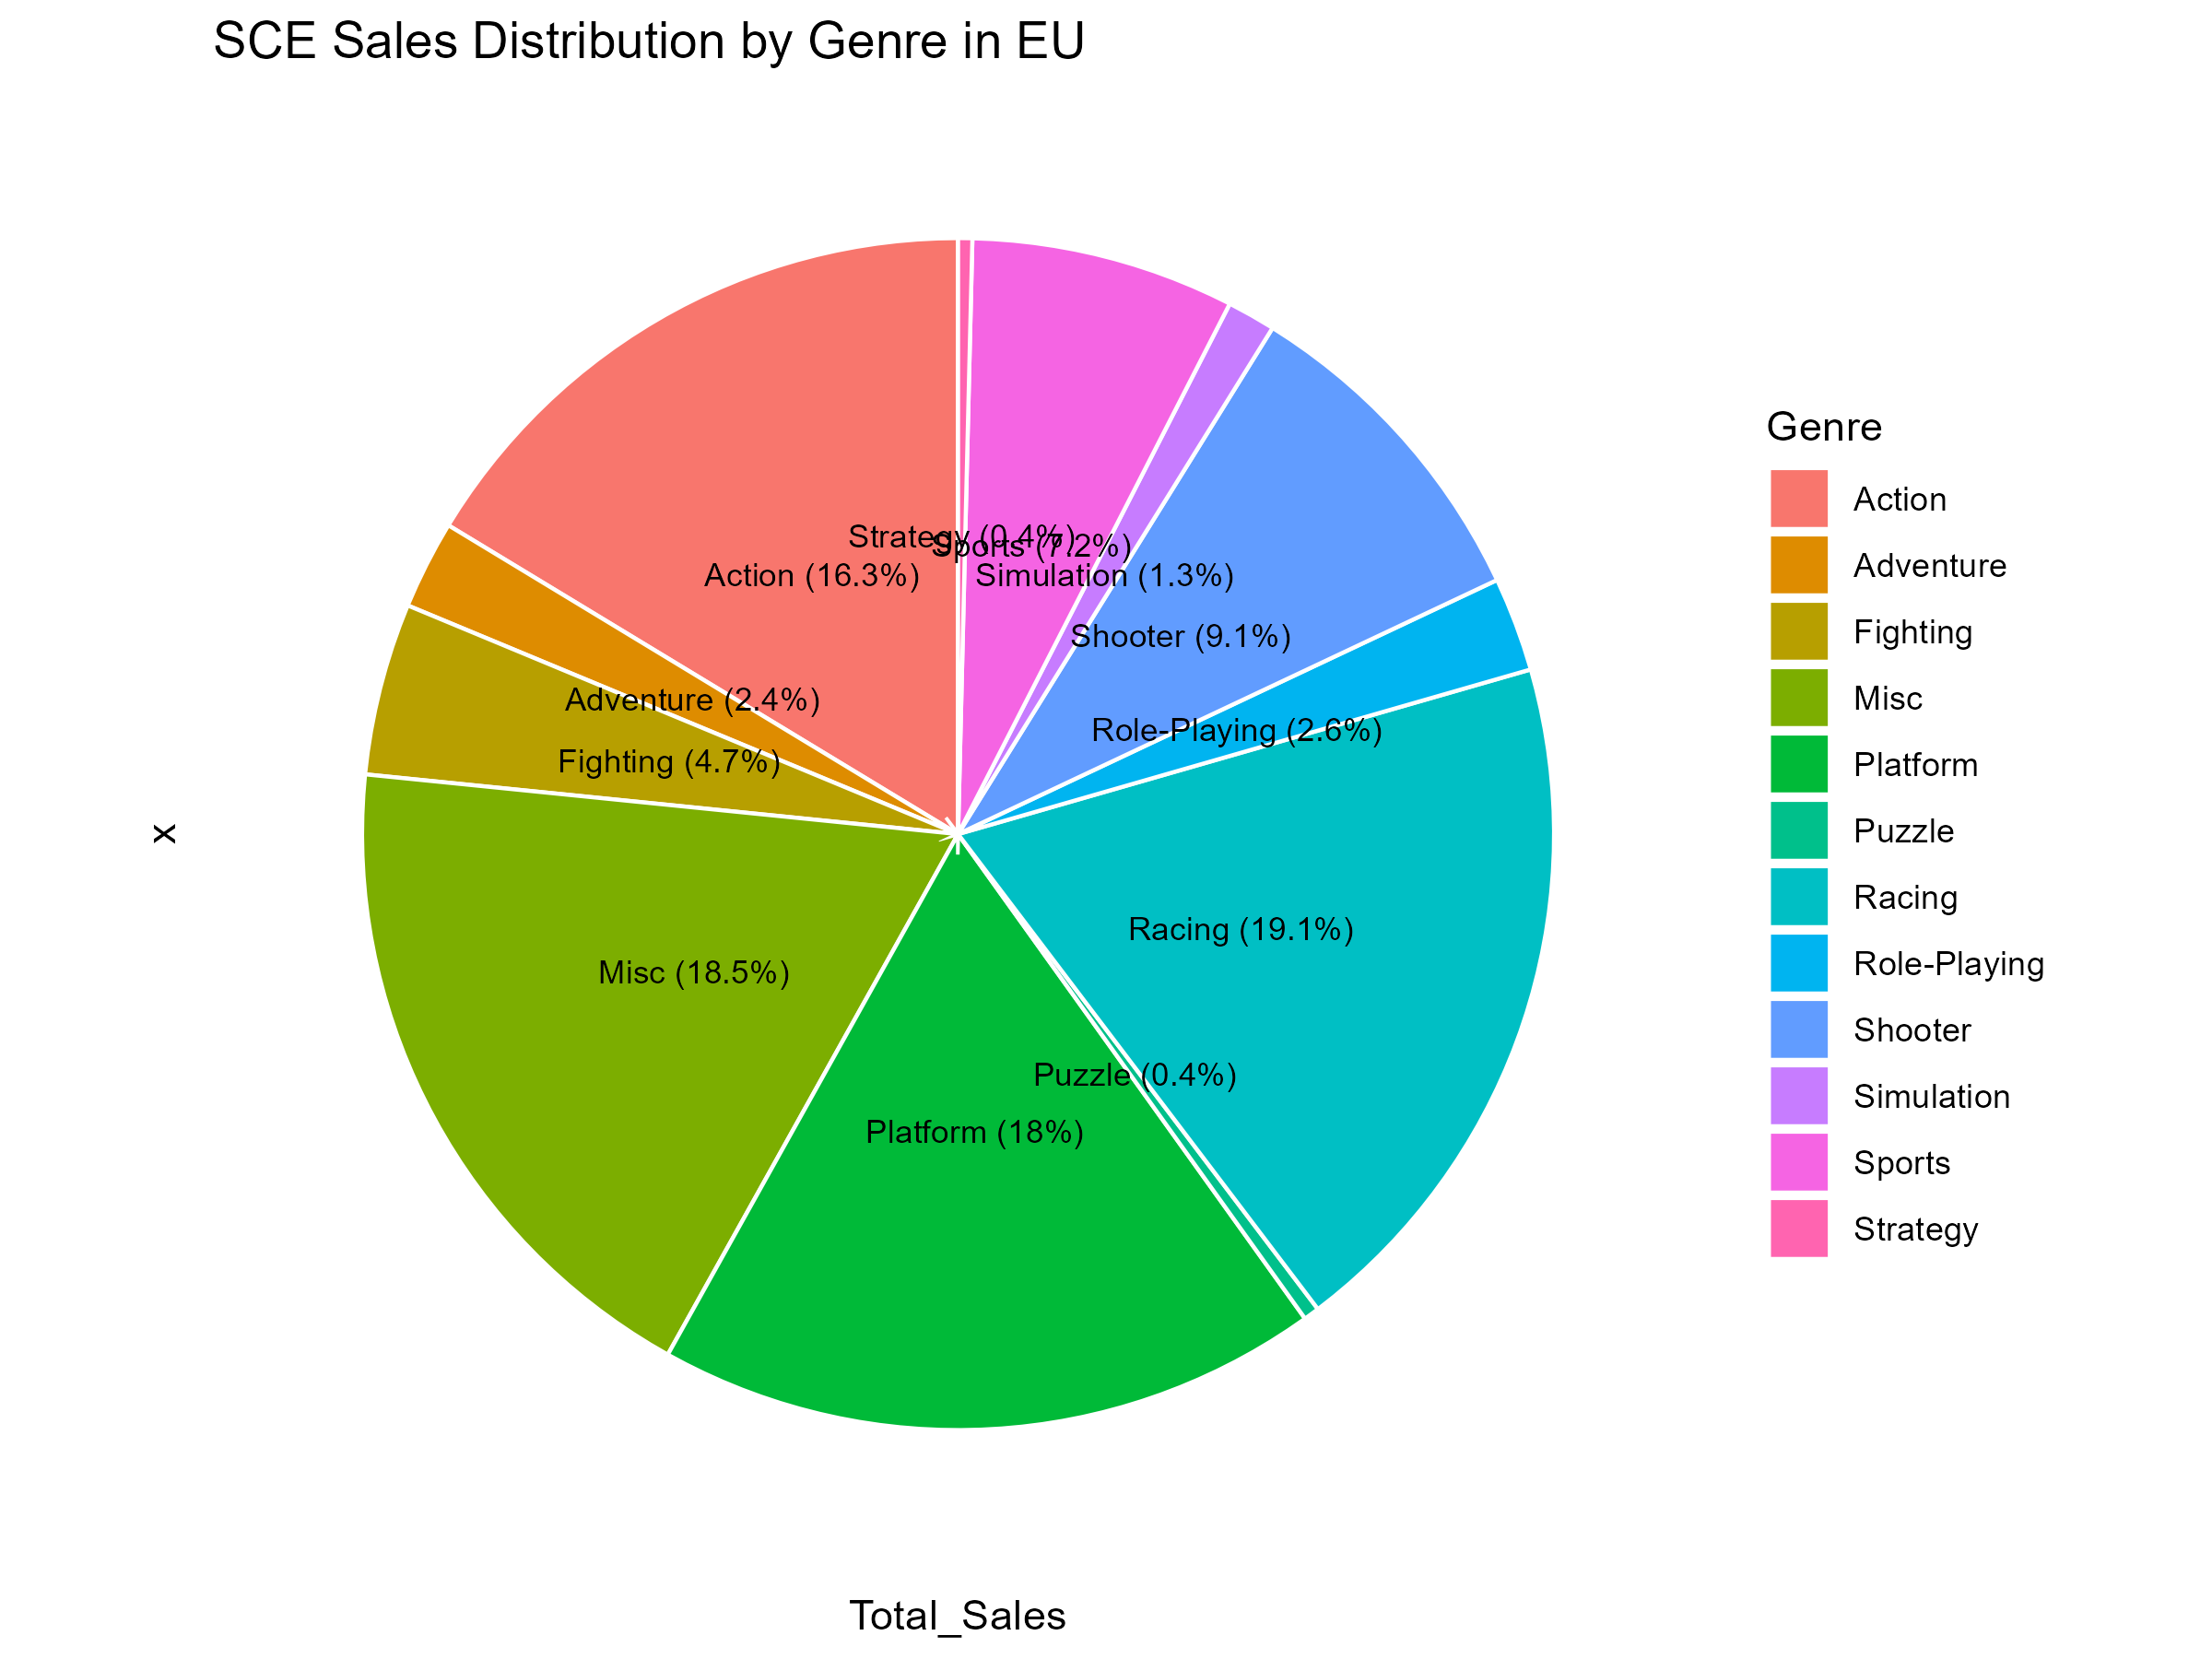 SCE Sales Distribution by Genre in EU
Strategy (0.4%)
Sports (7.2%)
Action (16.3%)
Simulation (1.3%)
Shooter (9.1%)
Adventure (2.4%)
Role-Playing (2.6%)
Fighting (4.7%)
x
Racing (19.1%)
Misc (18.5%)
Puzzle (0.4%)
Platform (18%)
Total_Sales
Genre
Action
Adventure
Fighting
Misc
Platform
Puzzle
Racing
Role-Playing
Shooter
Simulation
Sports
Strategy